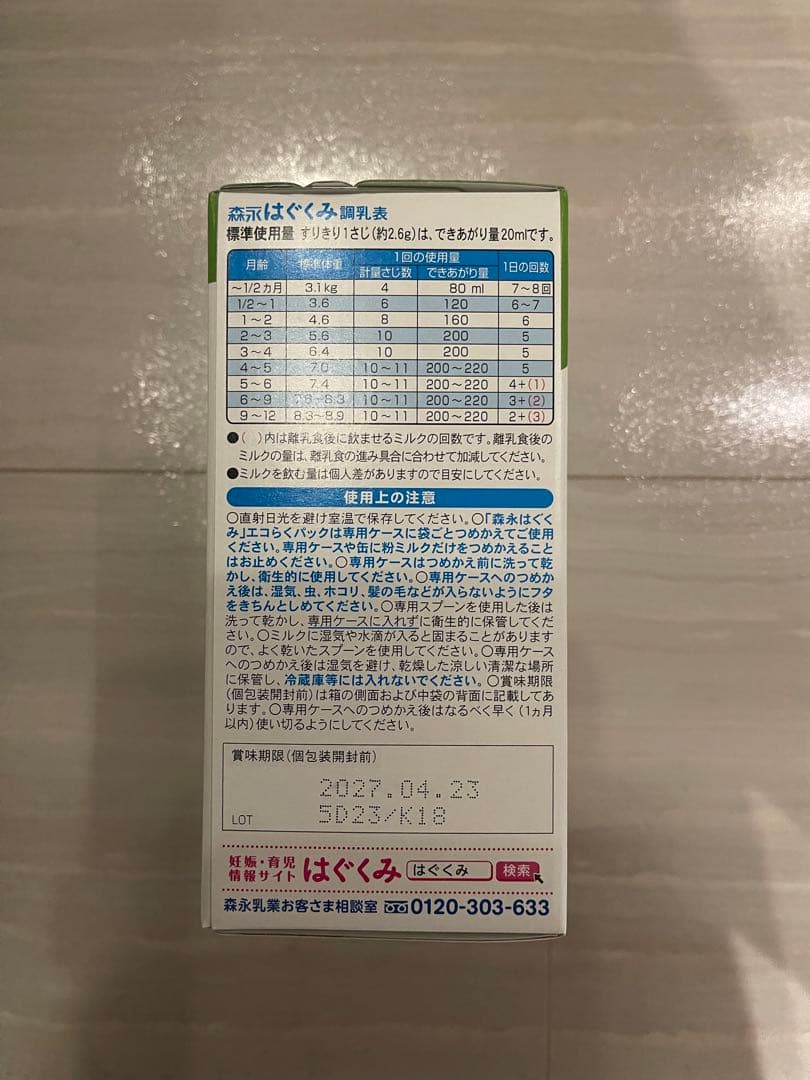 森永はぐくみ調乳表
標準使用量 すりきり1さじ(約2.6g)は、できあがり量20mlです。
月齢 標準体重 1回の使用量 1日の回数
計量さじ数 できあがり量
～1/2カ月 3.1kg 4 80 ml 7～8回
1/2～1 3.6 6 120 6～7
1～2 4.6 8 160 6
2～3 5.6 10 200 5
3～4 6.4 10 200 5
4～5 7.0 10～11 200～220 5
5～6 7.4 10～11 200～220 4+(1)
6～9 7.8～8.3 10～11 200～220 3+(2)
9～12 8.3～8.9 10～11 200～220 2+(3)
●( )内は離乳食後に飲ませるミルクの回数です。離乳食後の
ミルクの量は、離乳食の進み具合に合わせて加減してください。
●ミルクを飲む量は個人差がありますので目安にしてください。
使用上の注意
○直射日光を避け室温で保存してください。○「森永はぐく
み」エコらくパックは専用ケースに袋ごとつめかえてご使用
ください。専用ケースや缶に粉ミルクだけをつめかえること
はお止めください。○専用ケースはつめかえ前に洗って乾
かし、衛生的に使用してください。○専用ケースへのつめか
え後は、湿気、虫、ホコリ、髪の毛などが入らないようにフタ
をきちんとしめてください。○専用スプーンを使用した後は
洗って乾かし、専用ケースに入れずに衛生的に保管してくだ
さい。○ミルクに湿気や水滴が入ると固まることがあります
ので、よく乾いたスプーンを使用してください。○専用ケース
へのつめかえ後は湿気を避け、乾燥した涼しい清潔な場所
に保管し、冷蔵庫等には入れないでください。○賞味期限
(個包装開封前)は箱の側面および中袋の背面に記載してあ
ります。○専用ケースへのつめかえ後はなるべく早く(1ヵ月
以内)使い切るようにしてください。
賞味期限(個包装開封前)
2027.04.23
LOT 5D23/K18
妊娠・育児
情報サイト はぐくみ はぐくみ 検索
森永乳業お客さま相談室 0120-303-633